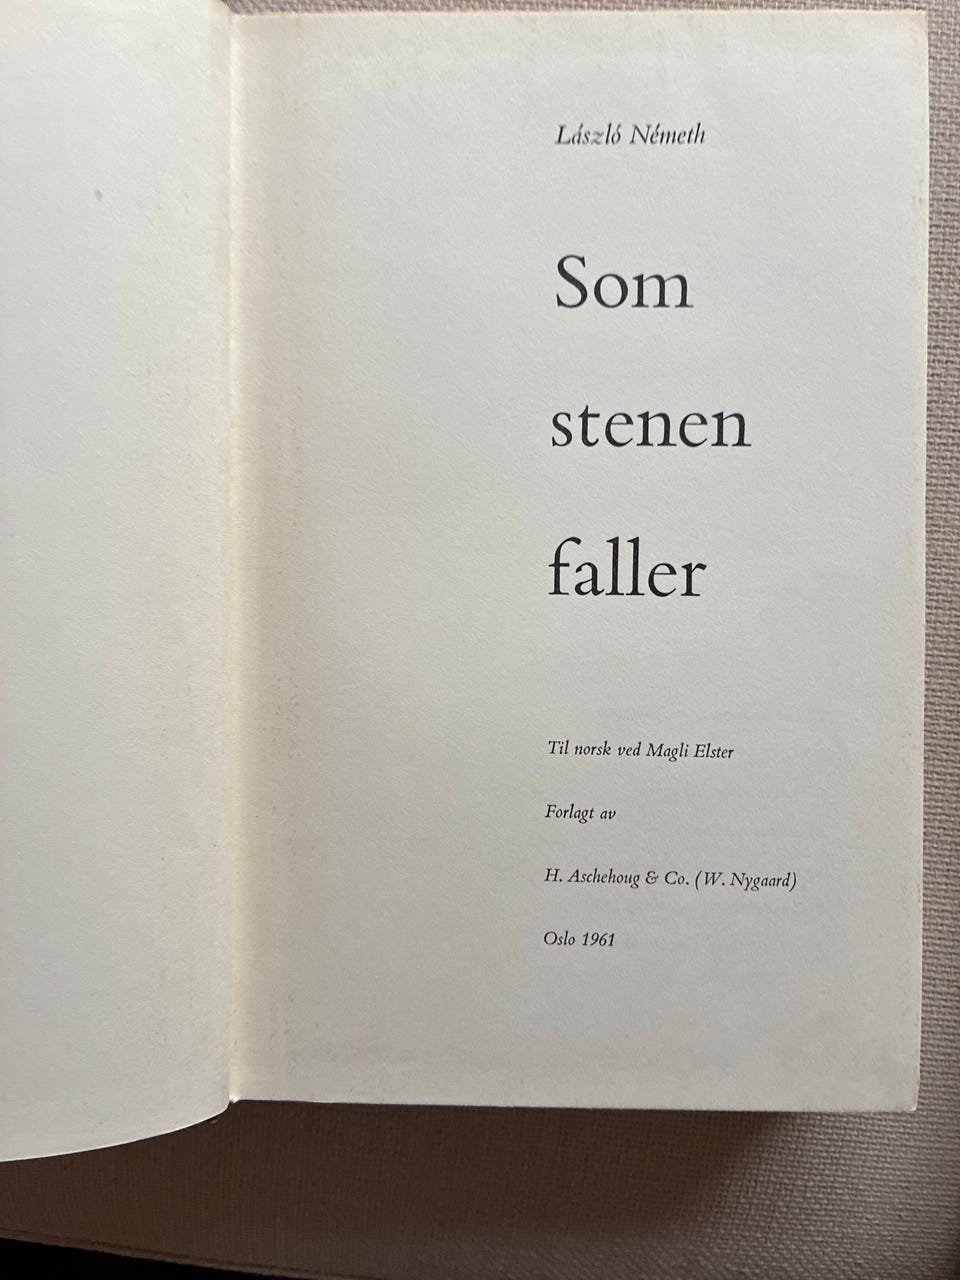 László Németh
Som
stenen
faller
Til norsk ved Magli Elster
Forlagt av
H. Aschehoug & Co. (W. Nygaard)
Oslo 1961